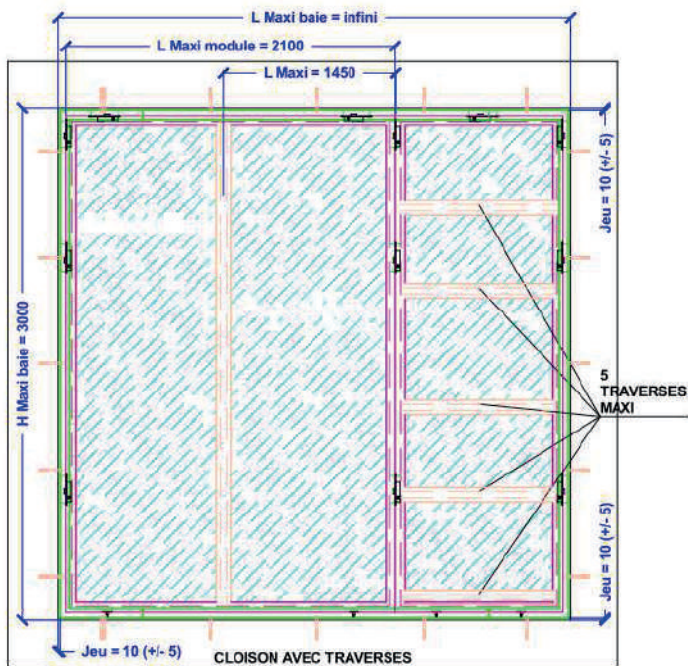 L Maxi baie = infini
L Maxi module = 2100
L Maxi = 1450
Jeu = 10 (+/- 5)
H Maxi baie = 3000
5
TRAVERSES
MAXI
Jeu = 10 (+/- 5)
Jeu = 10 (+/- 5)
CLOISON AVEC TRAVERSES